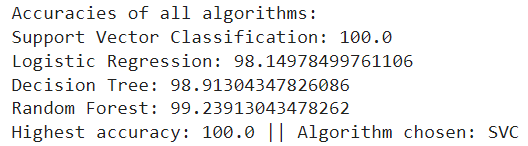 Accuracies of all algorithms:
Support Vector Classification: 100.0
Logistic Regression: 98.14978499761106
Decision Tree: 98.91304347826086
Random Forest: 99.23913043478262
Highest accuracy: 100.0 || Algorithm chosen: SVC